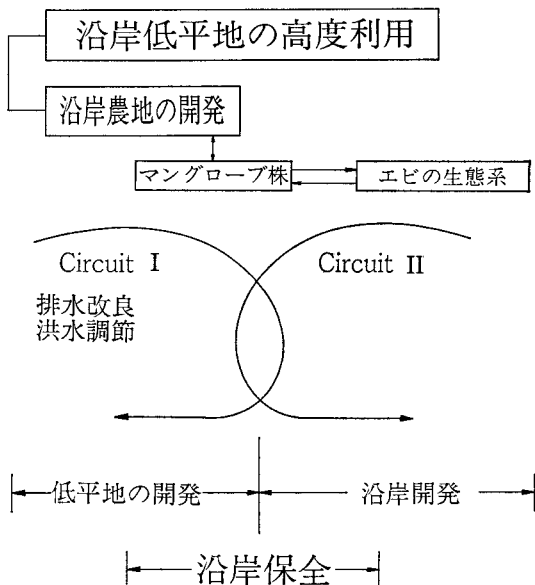 沿岸低平地の高度利用
沿岸農地の開発
マングローブ株
エビの生態系
Circuit I
Circuit II
排水改良
洪水調節
低平地の開発
沿岸開発
沿岸保全